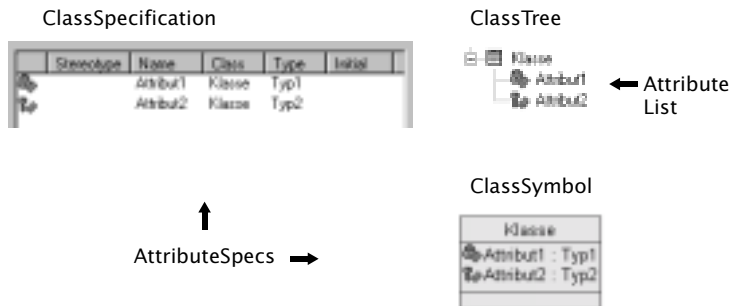 ClassSpecification
Stereotype Name Class Type Initial
Attribut1 Klasse Typ1
Attribut2 Klasse Typ2
ClassTree
Klasse
Attribut1
Attribut2
Attribute
List
AttributeSpecs
ClassSymbol
Klasse
Attribut1 : Typ1
Attribut2 : Typ2